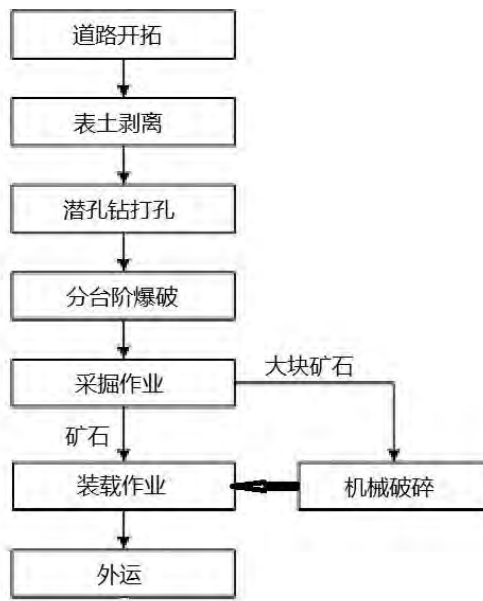 道路开拓
表土剥离
潜孔钻打孔
分台阶爆破
采掘作业
大块矿石
矿石
装载作业
机械破碎
外运